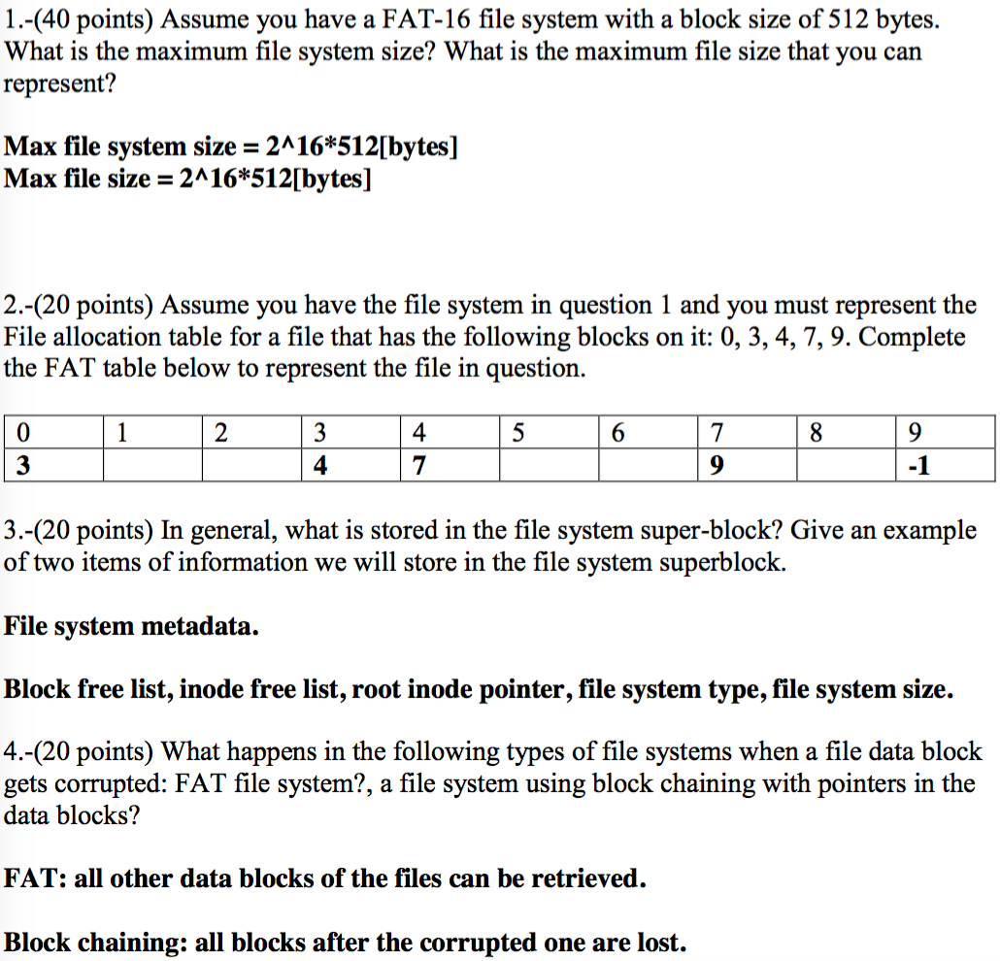 1.-(40 points) Assume you have a FAT-16 file system with a block size of 512 bytes.
What is the maximum file system size? What is the maximum file size that you can
represent?
Max file system size = 2^16*512[bytes]
Max file size = 2^16*512[bytes]
2.-(20 points) Assume you have the file system in question 1 and you must represent the
File allocation table for a file that has the following blocks on it: 0, 3, 4, 7, 9. Complete
the FAT table below to represent the file in question.
0 1 2 3 4 5 6 7 8 9
3 4 7 9 -1
3.-(20 points) In general, what is stored in the file system super-block? Give an example
of two items of information we will store in the file system superblock.
File system metadata.
Block free list, inode free list, root inode pointer, file system type, file system size.
4.-(20 points) What happens in the following types of file systems when a file data block
gets corrupted: FAT file system?, a file system using block chaining with pointers in the
data blocks?
FAT: all other data blocks of the files can be retrieved.
Block chaining: all blocks after the corrupted one are lost.